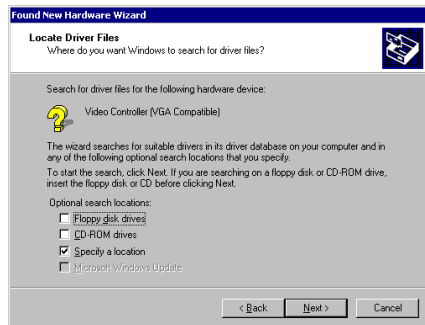 Found New Hardware Wizard
Locate Driver Files
Where do you want Windows to search for driver files?
Search for driver files for the following hardware device:
Video Controller (VGA Compatible)
The wizard searches for suitable drivers in its driver database on your computer and in
any of the following optional search locations that you specify.
To start the search, click Next. If you are searching on a floppy disk or CD-ROM drive,
insert the floppy disk or CD before clicking Next.
Optional search locations:
Floppy disk drives
CD-ROM drives
Specify a location
Microsoft Windows Update
< Back Next > Cancel